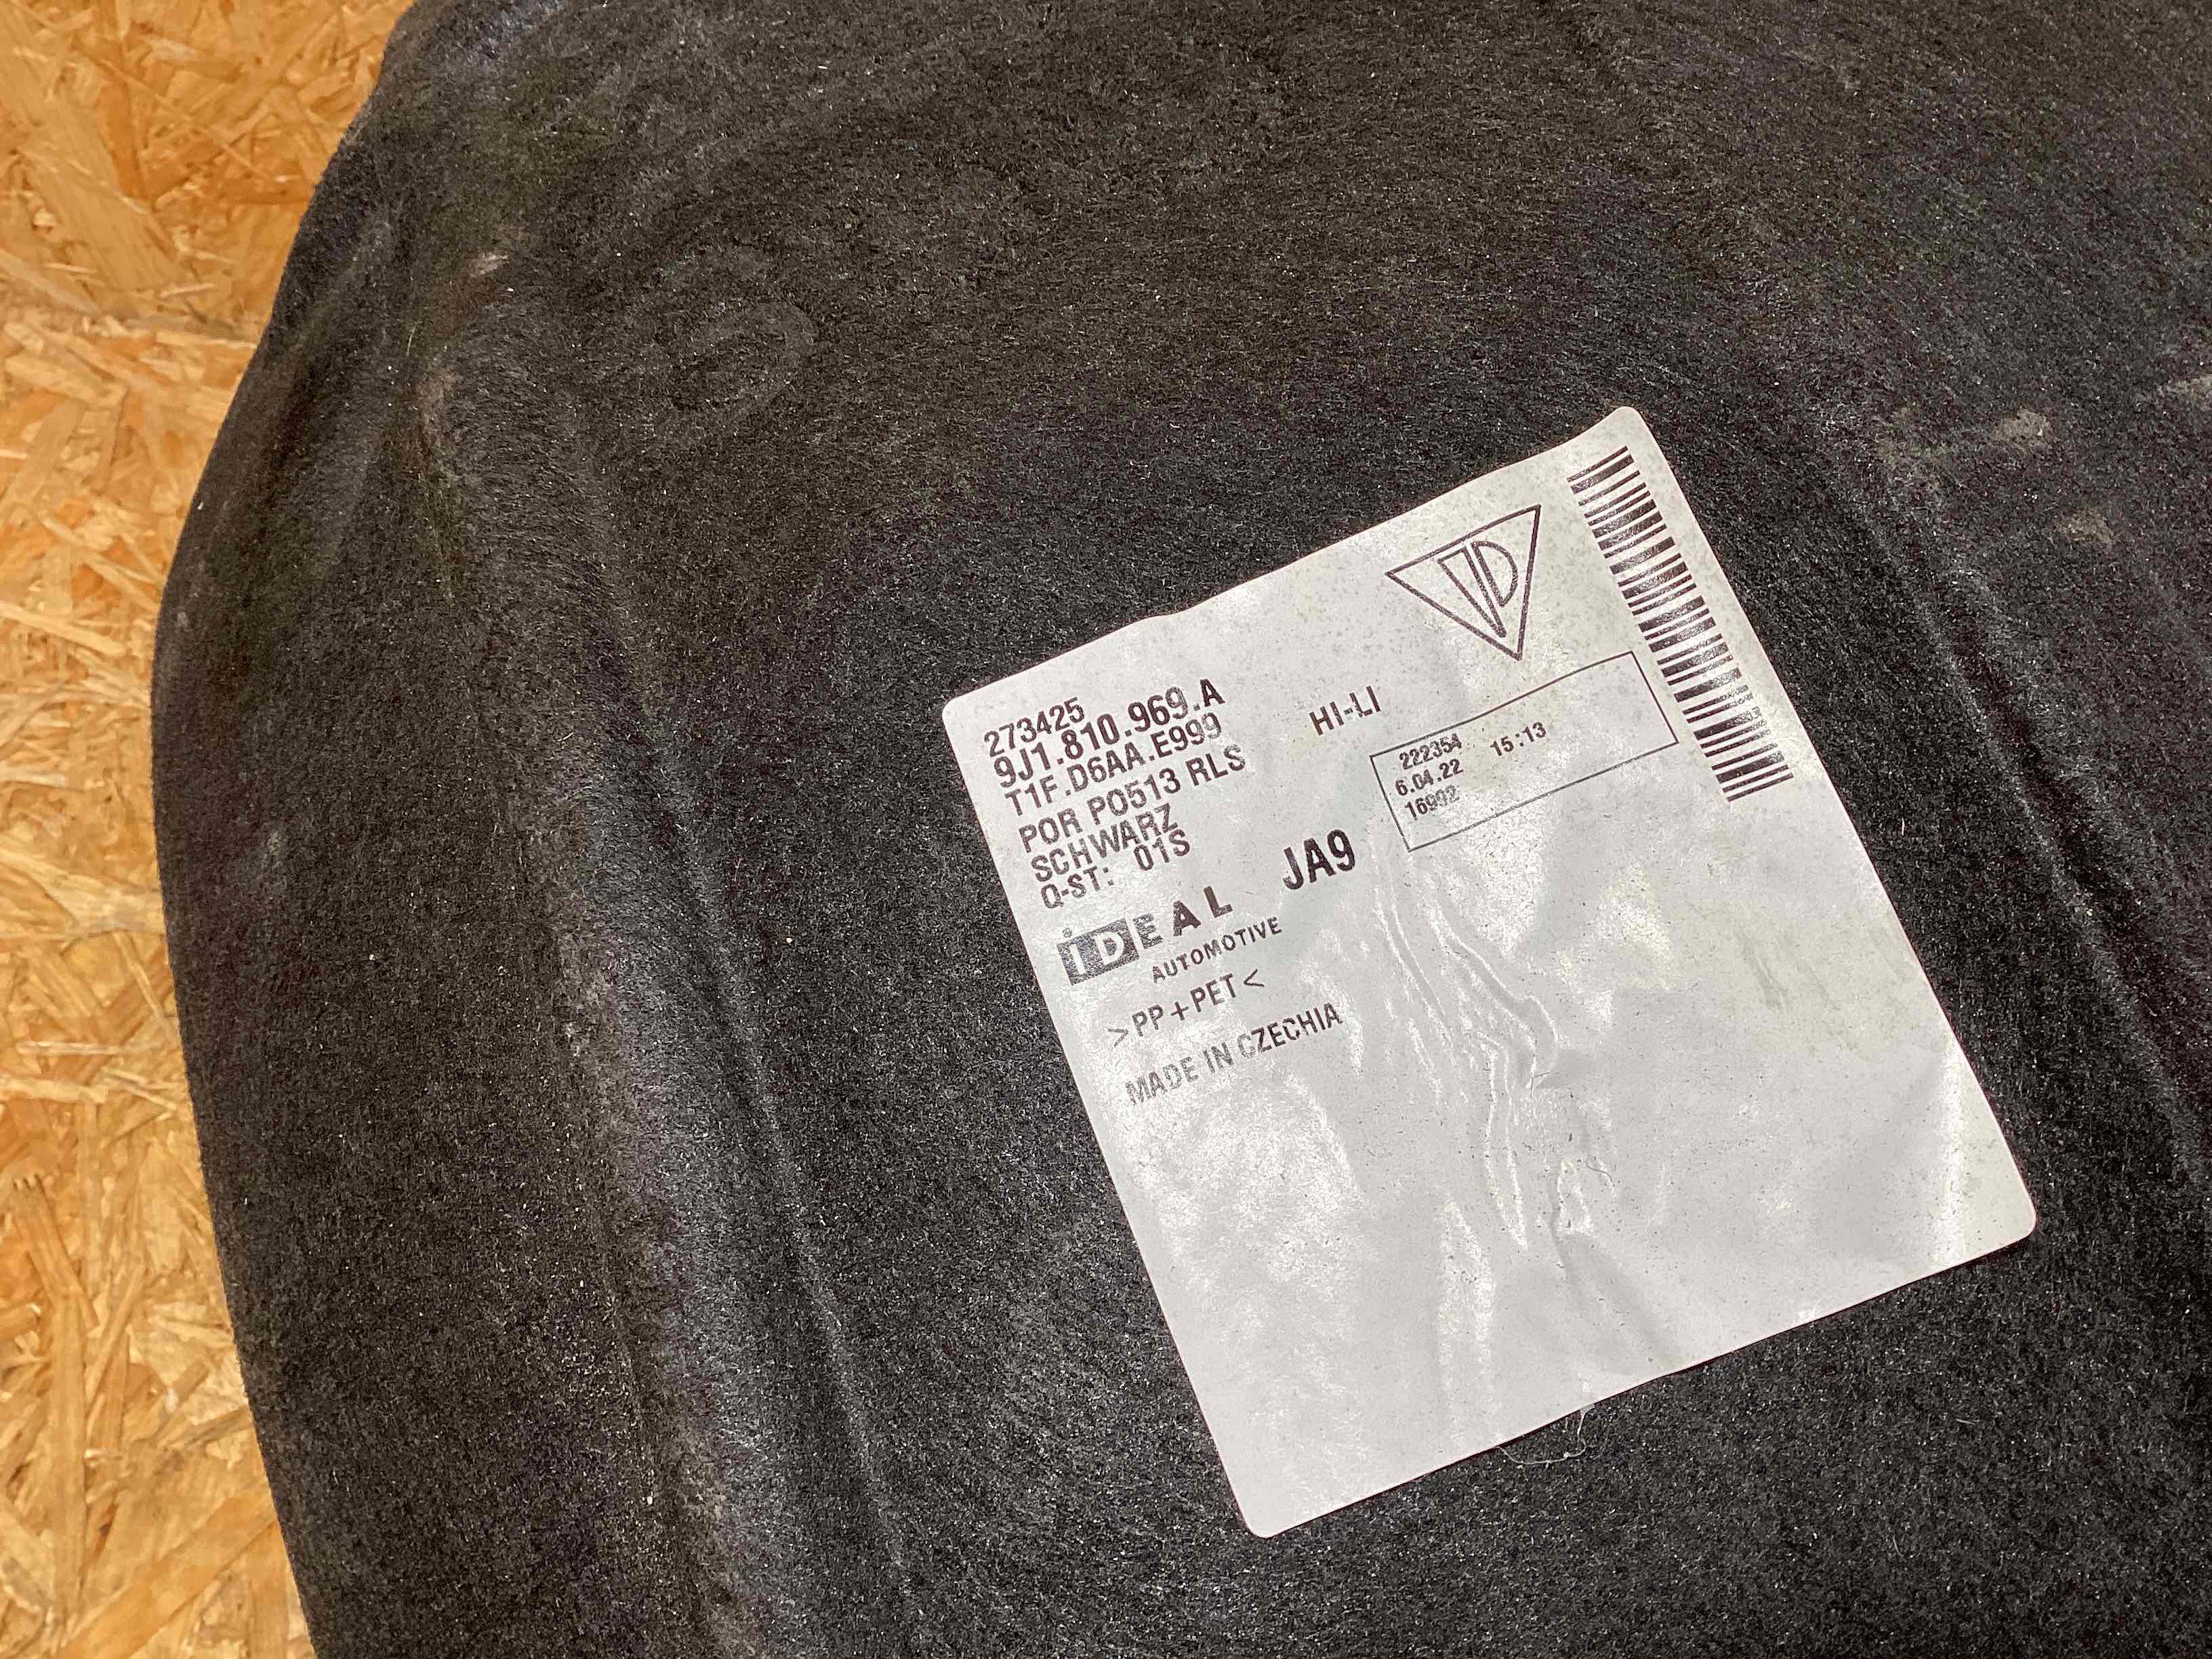 273425
9J1.810.969.A
T1F.D6AA.E999
POR PO513 RLS
SCHWARZ
Q-ST: 01S
HI-LI
222354 15:13
6.04.22
JA9
iDEAL
AUTOMOTIVE
>PP+PET<
MADE IN CZECHIA